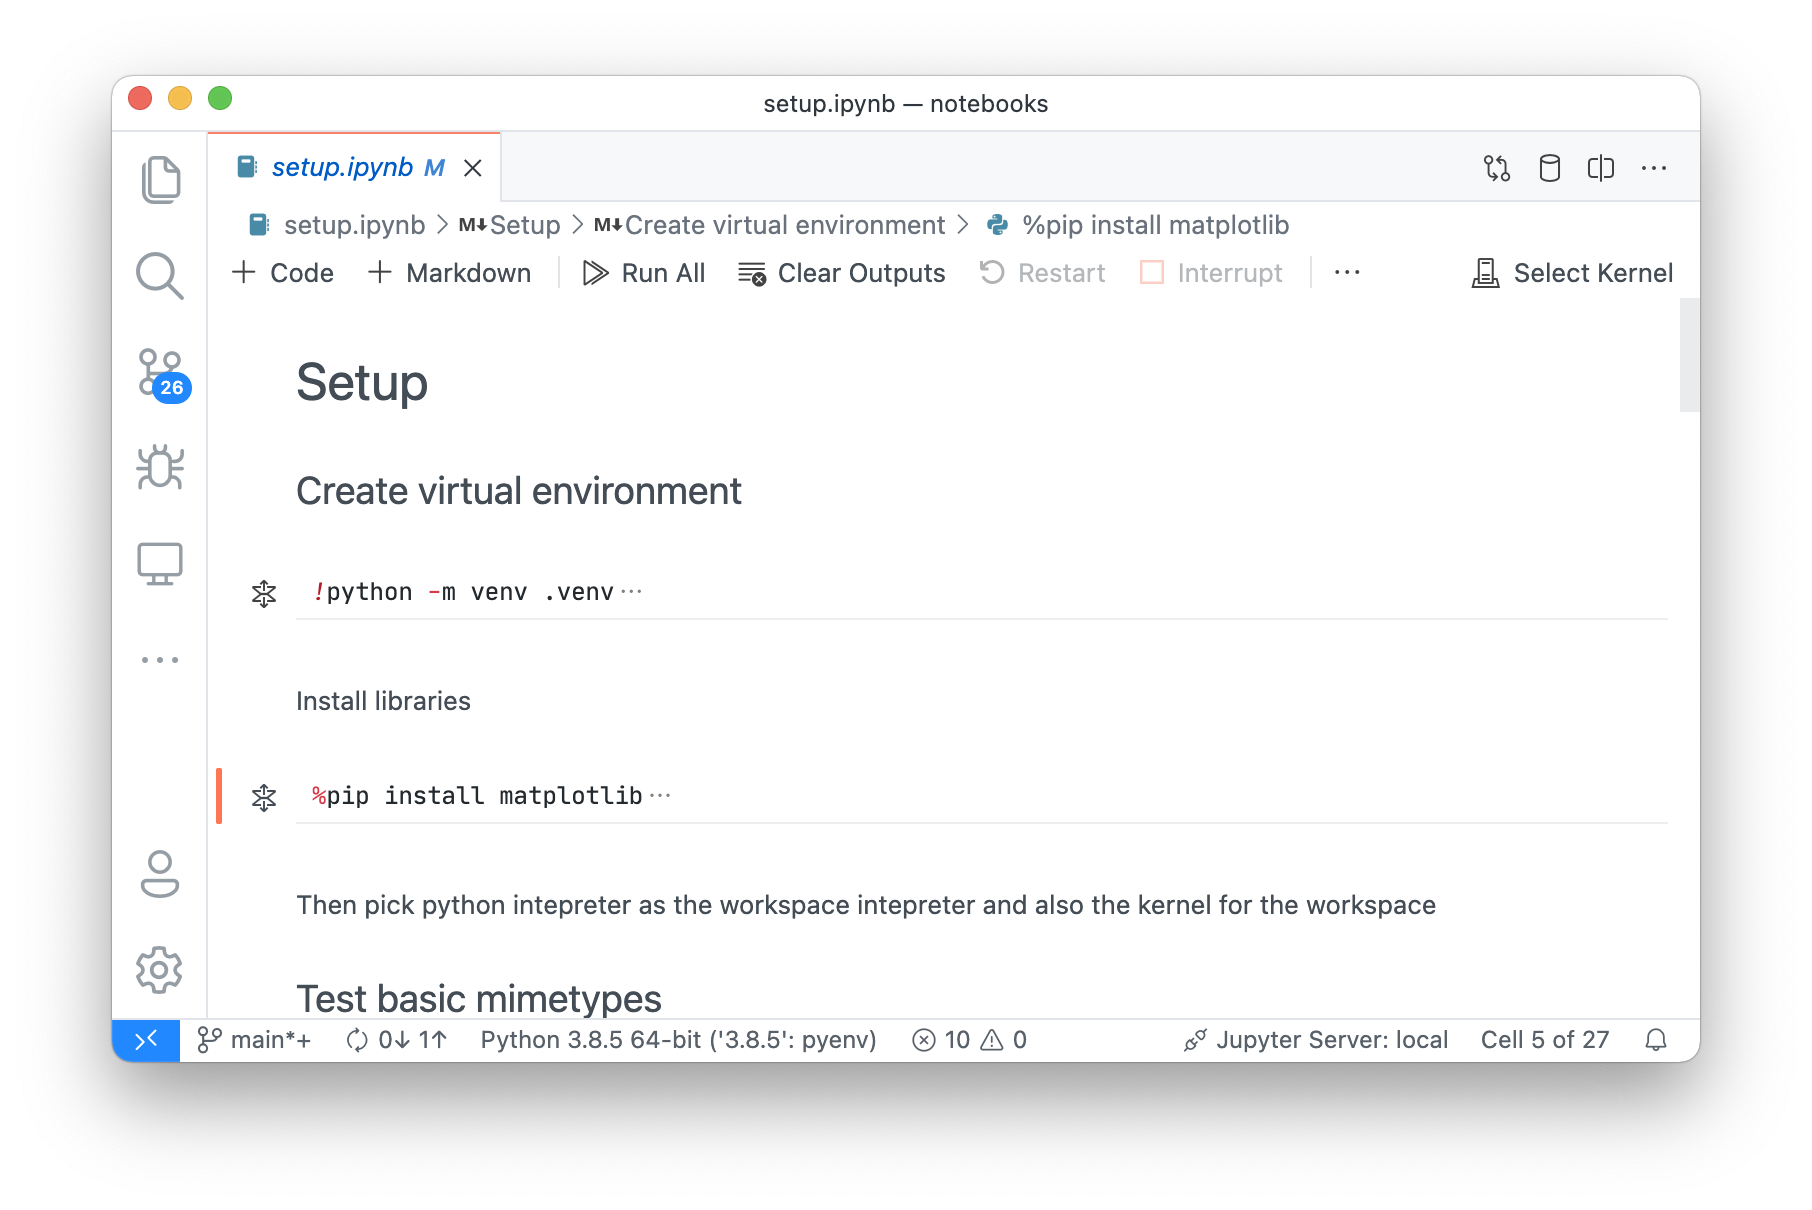 setup.ipynb — notebooks
setup.ipynb M
setup.ipynb > M↓Setup > M↓Create virtual environment > %pip install matplotlib
+ Code + Markdown Run All Clear Outputs Restart Interrupt ··· Select Kernel
Setup
26
Create virtual environment
!python -m venv .venv···
Install libraries
%pip install matplotlib···
Then pick python intepreter as the workspace intepreter and also the kernel for the workspace
Test basic mimetypes
main*+ 0↓ 1↑ Python 3.8.5 64-bit ('3.8.5': pyenv) 10 0 Jupyter Server: local Cell 5 of 27